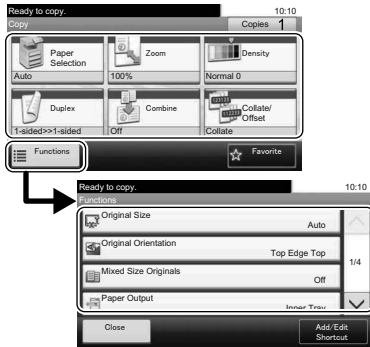 Ready to copy. 10:10
Copy Copies 1
Paper Selection
Zoom
Density
Auto
100%
Normal 0
Duplex
Combine
Collate/ Offset
1-sided>>1-sided
Off
Collate
Functions
Favorite
Ready to copy. 10:10
Functions
Original Size
Auto
Original Orientation
Top Edge Top
1/4
Mixed Size Originals
Off
Paper Output
Inner Tray
Close
Add/Edit
Shortcut